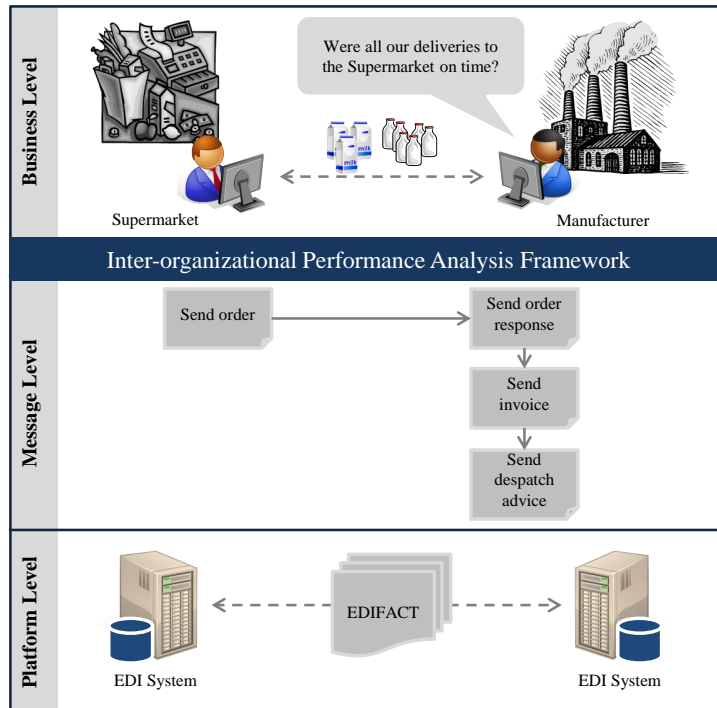 Business Level
Were all our deliveries to
the Supermarket on time?
milk
milk
milk
Supermarket
Manufacturer
Inter-organizational Performance Analysis Framework
Message Level
Send order
Send order
response
Send
invoice
Send
despatch
advice
Platform Level
EDIFACT
EDI System
EDI System